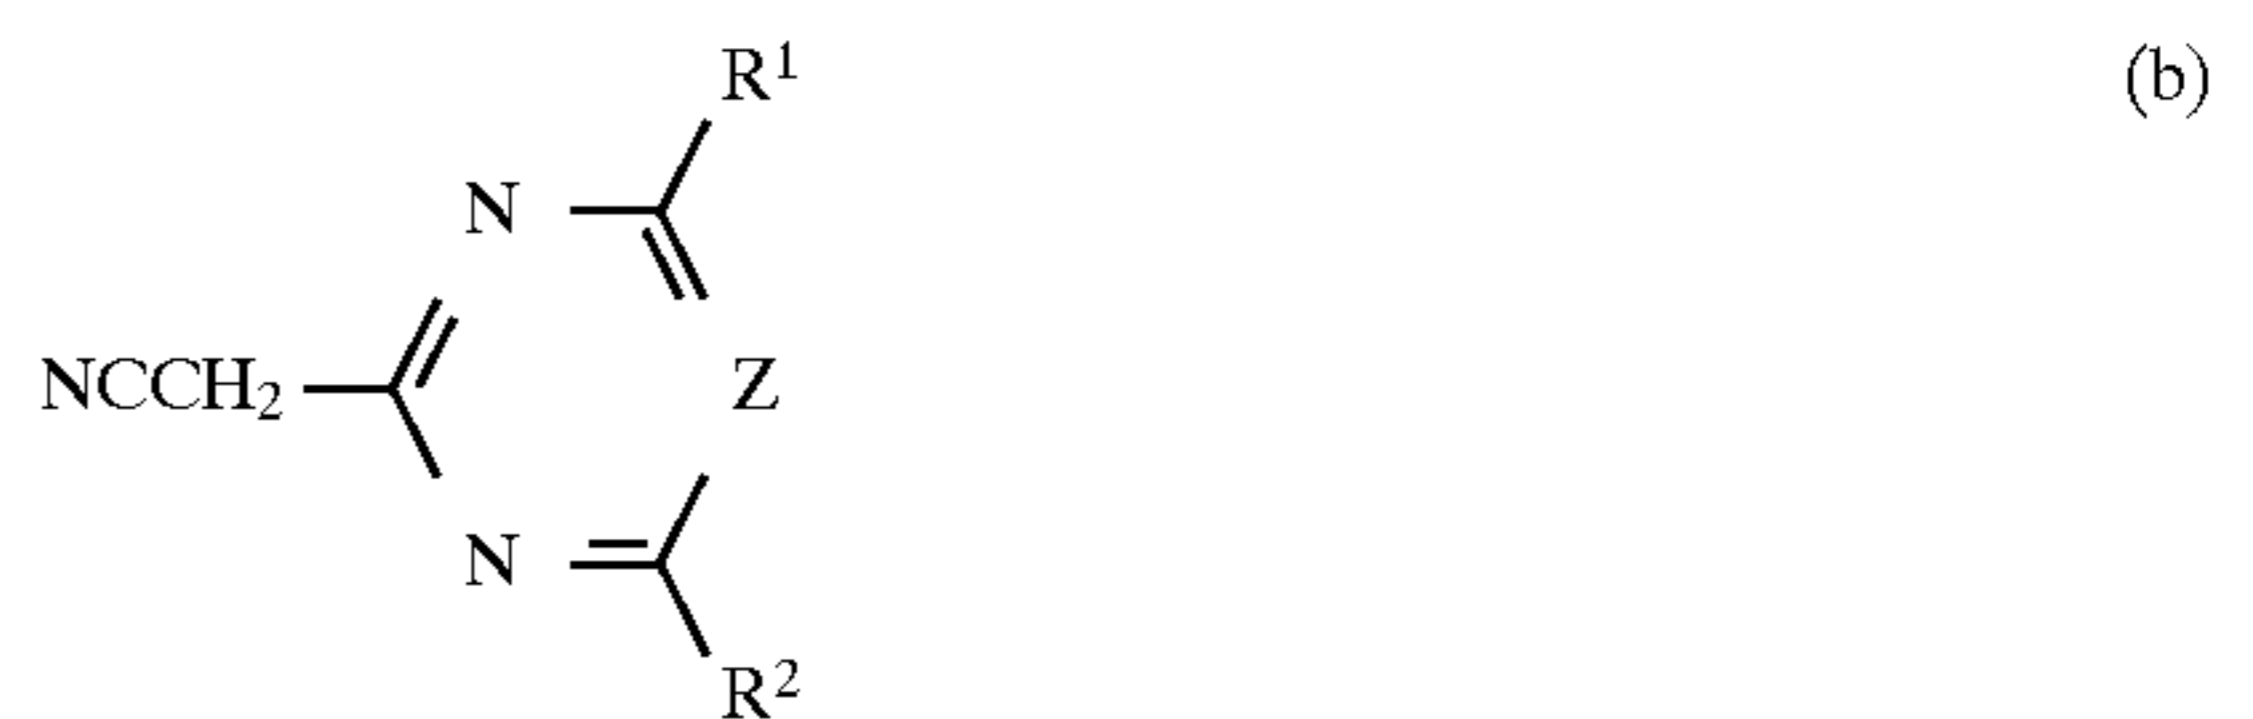 R¹ (b)
N
NCCH₂ Z
N
R²